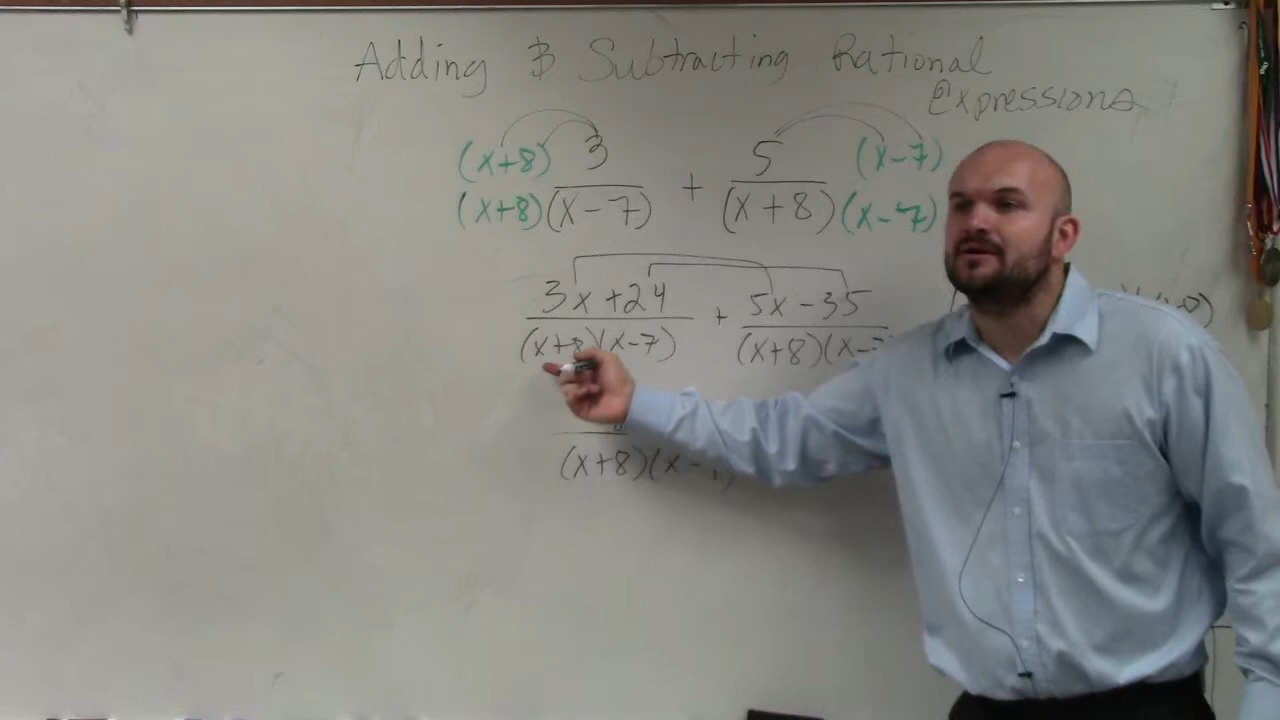 Adding & Subtracting Rational
expressions
(x+8) 3 5 (x-7)
(x+8)(x-7) + (x+8)(x-7)
3x+24 + 5x-35
(x+8)(x-7) (x+8)(x-
(x+8)(x-